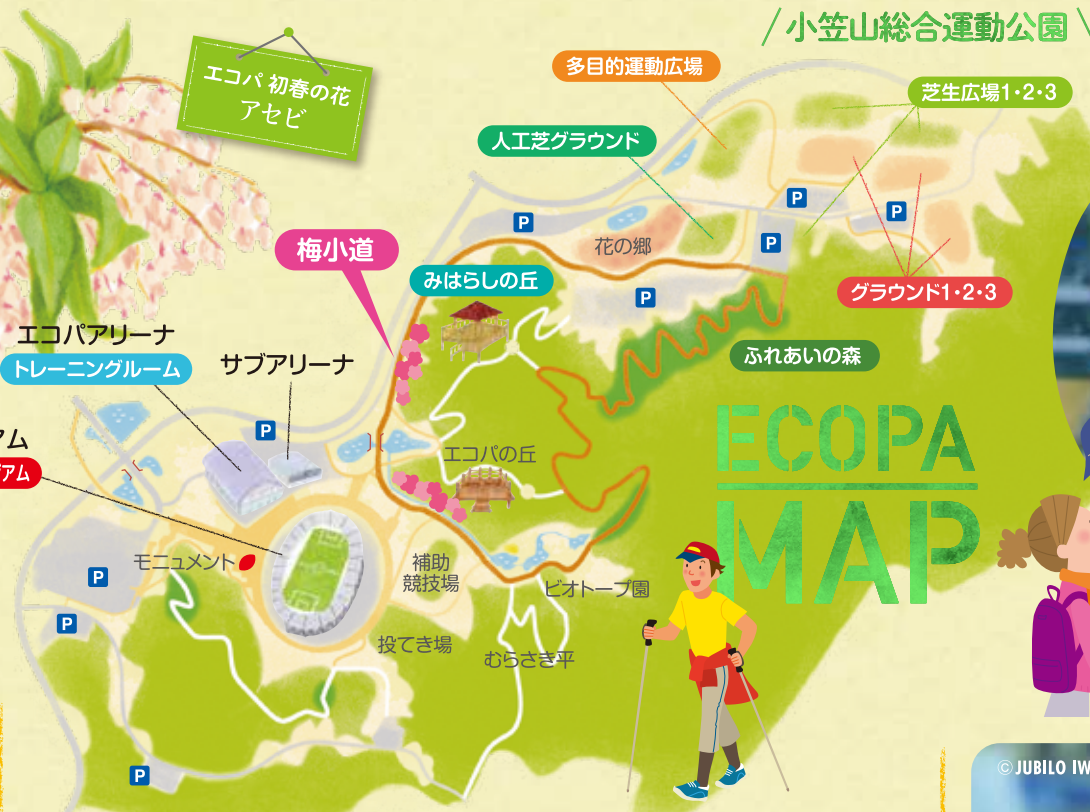 小笠山総合運動公園
エコパ 初春の花
アセビ
多目的運動広場
芝生広場1・2・3
人工芝グラウンド
P
P
P
P
花の郷
梅小道
みはらしの丘
P
グラウンド1・2・3
エコパアリーナ
トレーニングルーム
サブアリーナ
ふれあいの森
ECOPA
MAP
P
アム
アム
エコパの丘
モニュメント
補助
競技場
P
ビオトープ園
P
投てき場
むらさき平
P
©JUBILO IW